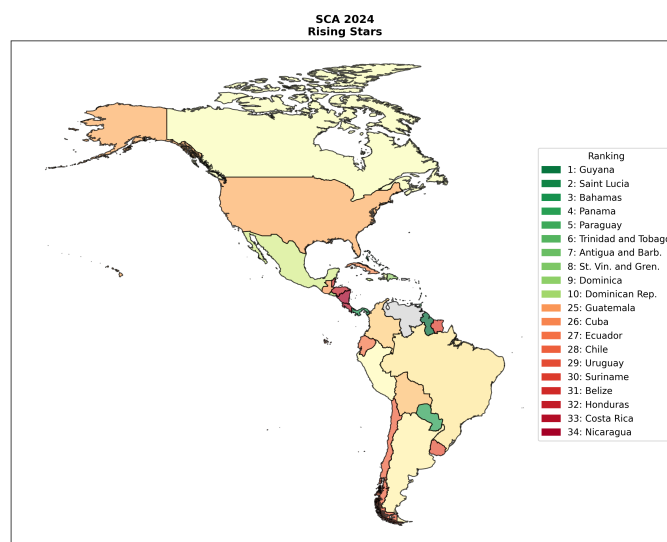 SCA 2024
Rising Stars
Ranking
1: Guyana
2: Saint Lucia
3: Bahamas
4: Panama
5: Paraguay
6: Trinidad and Tobago
7: Antigua and Barb.
8: St. Vin. and Gren.
9: Dominica
10: Dominican Rep.
25: Guatemala
26: Cuba
27: Ecuador
28: Chile
29: Uruguay
30: Suriname
31: Belize
32: Honduras
33: Costa Rica
34: Nicaragua